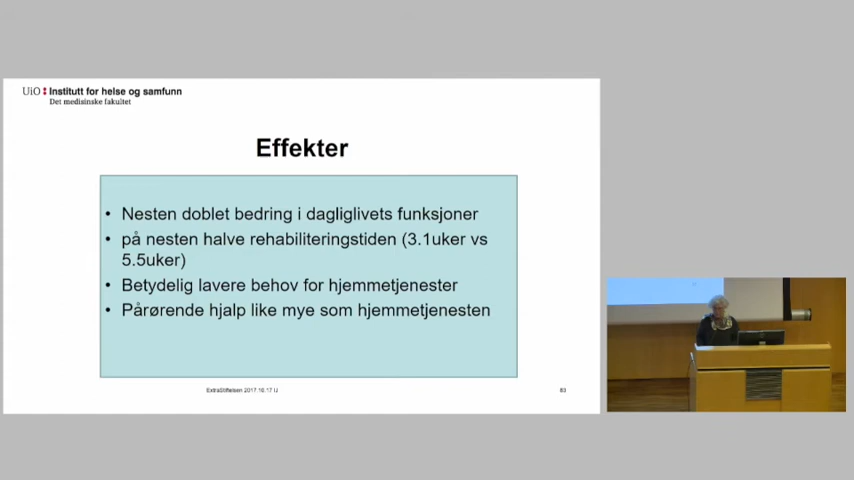 UiO Institutt for helse og samfunn
Det medisinske fakultet
Effekter
• Nesten doblet bedring i dagliglivets funksjoner
• på nesten halve rehabiliteringstiden (3.1uker vs
5.5uker)
• Betydelig lavere behov for hjemmetjenester
• Pårørende hjalp like mye som hjemmetjenesten
ExtraStiftelsen 2017.10.17 IJ